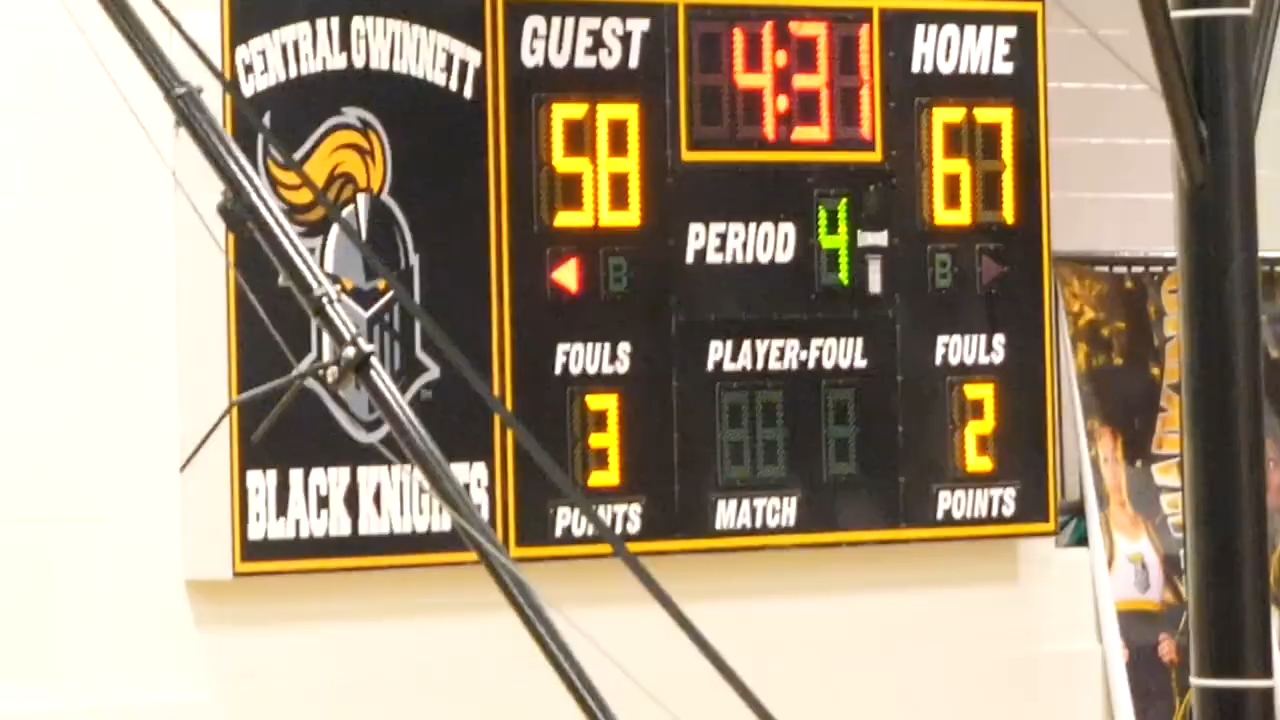 CENTRAL GWINNETT
BLACK KNIGHTS
GUEST
4:31
HOME
58
67
PERIOD
4
B
B
FOULS
PLAYER•FOUL
FOULS
3
2
POINTS
MATCH
POINTS